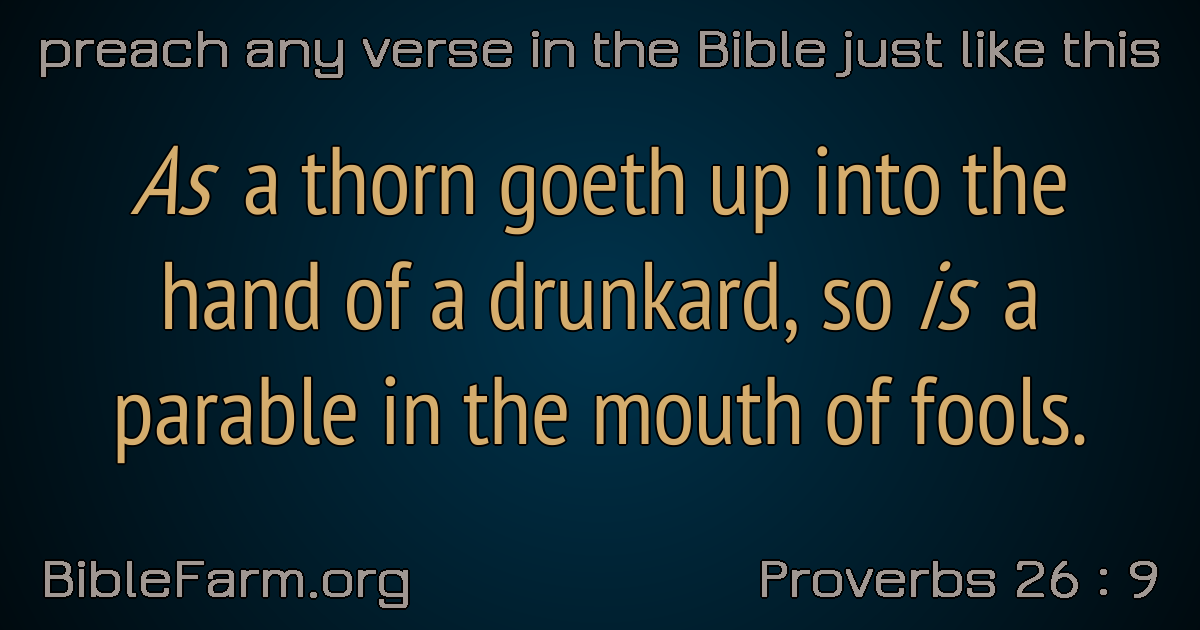 preach any verse in the Bible just like this
As a thorn goeth up into the
hand of a drunkard, so is a
parable in the mouth of fools.
BibleFarm.org
Proverbs 26 : 9